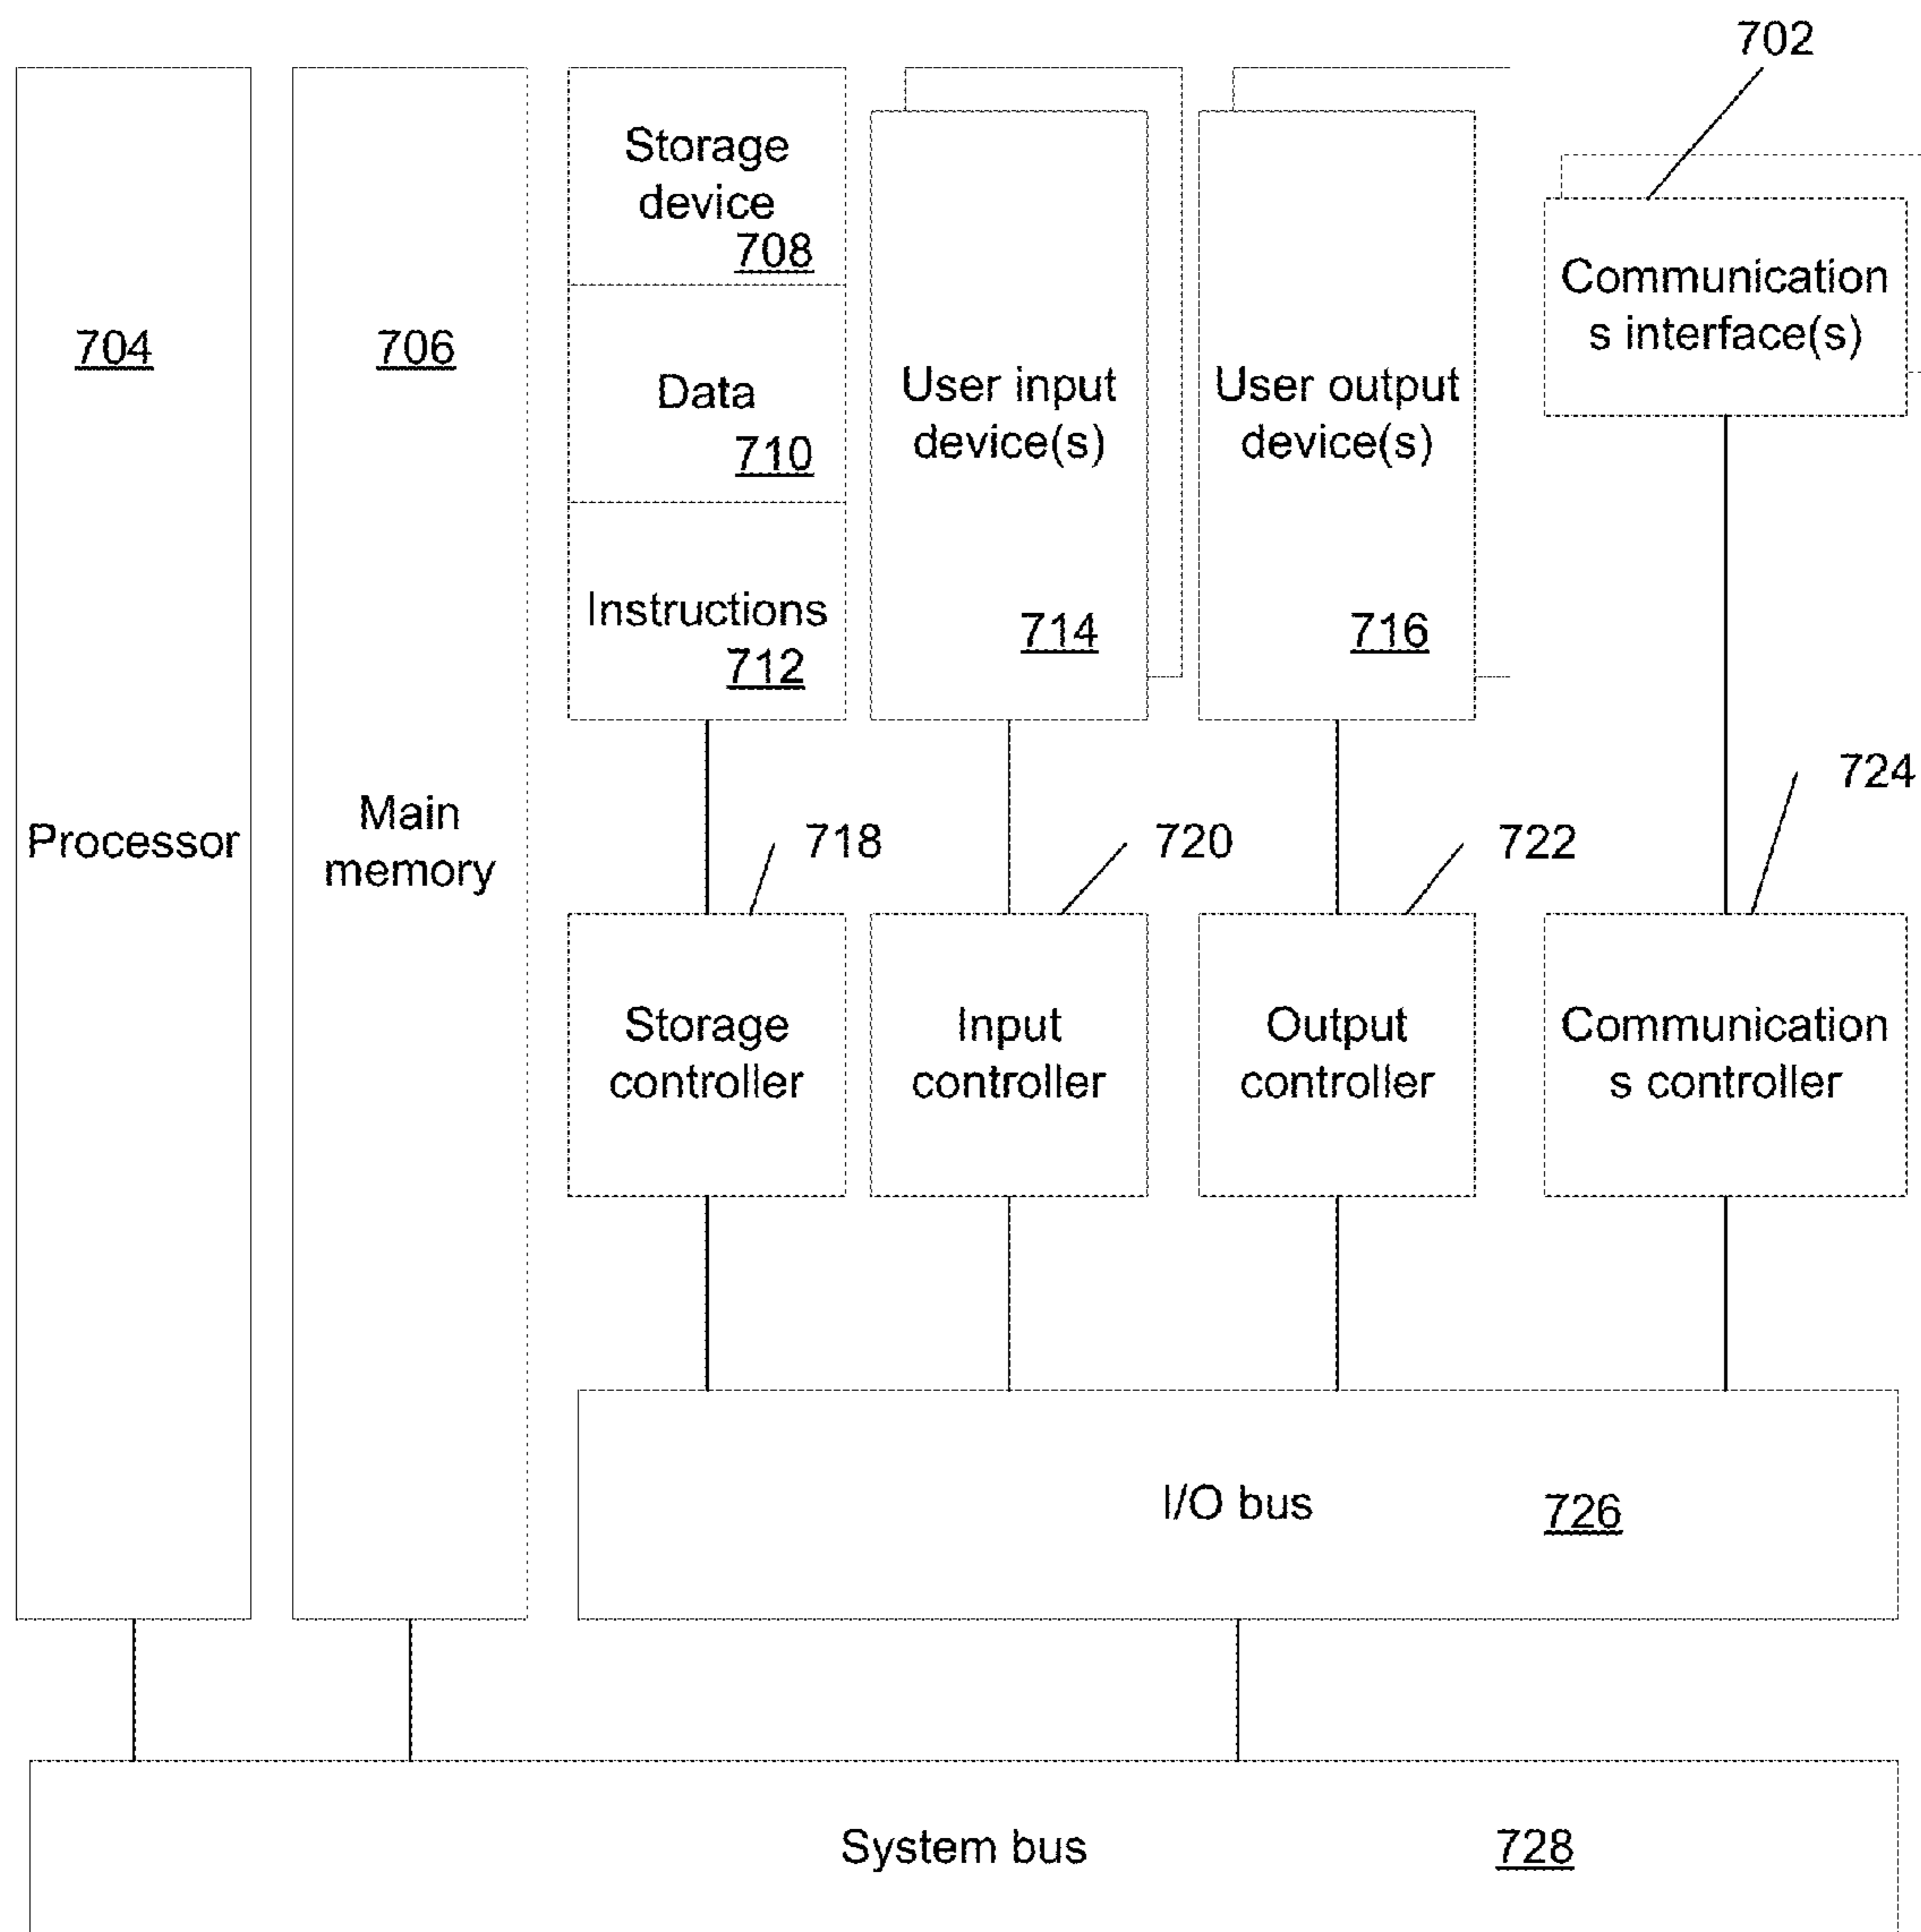 702
704
Processor
706
Main
memory
Storage
device
708
Data
710
Instructions
712
User input
device(s)
714
User output
device(s)
716
Communication
s interface(s)
718
720
722
724
Storage
controller
Input
controller
Output
controller
Communication
s controller
I/O bus
726
System bus
728